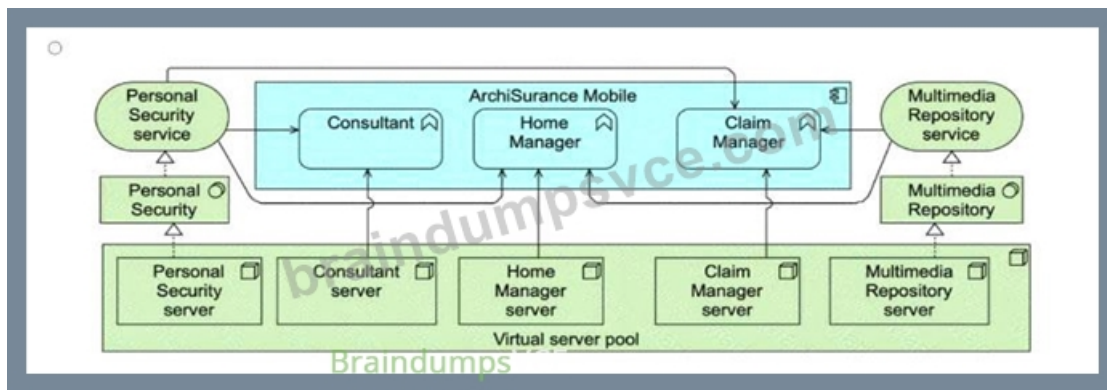 ArchiSurance Mobile
Personal
Security
service
Consultant
Home
Manager
Claim
Manager
Multimedia
Repository
service
Personal
Security
Multimedia
Repository
Personal
Security
server
Consultant
server
Home
Manager
server
Claim
Manager
server
Multimedia
Repository
server
Virtual server pool
braindumpsvce.com
Braindumps